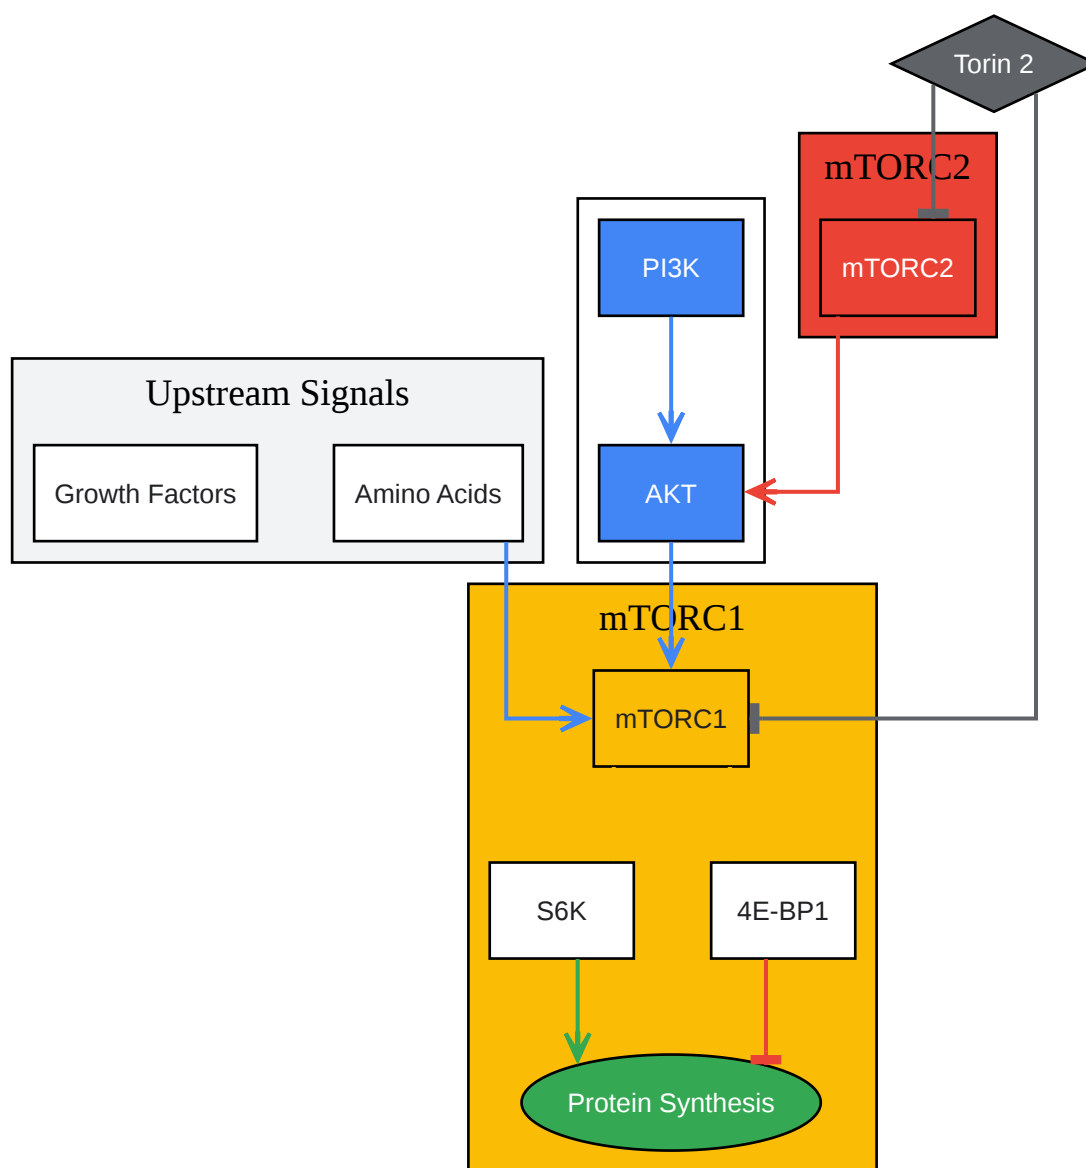 Torin 2
mTORC2
PI3K
mTORC2
Upstream Signals
Growth Factors
Amino Acids
AKT
mTORC1
mTORC1
S6K
4E-BP1
Protein Synthesis